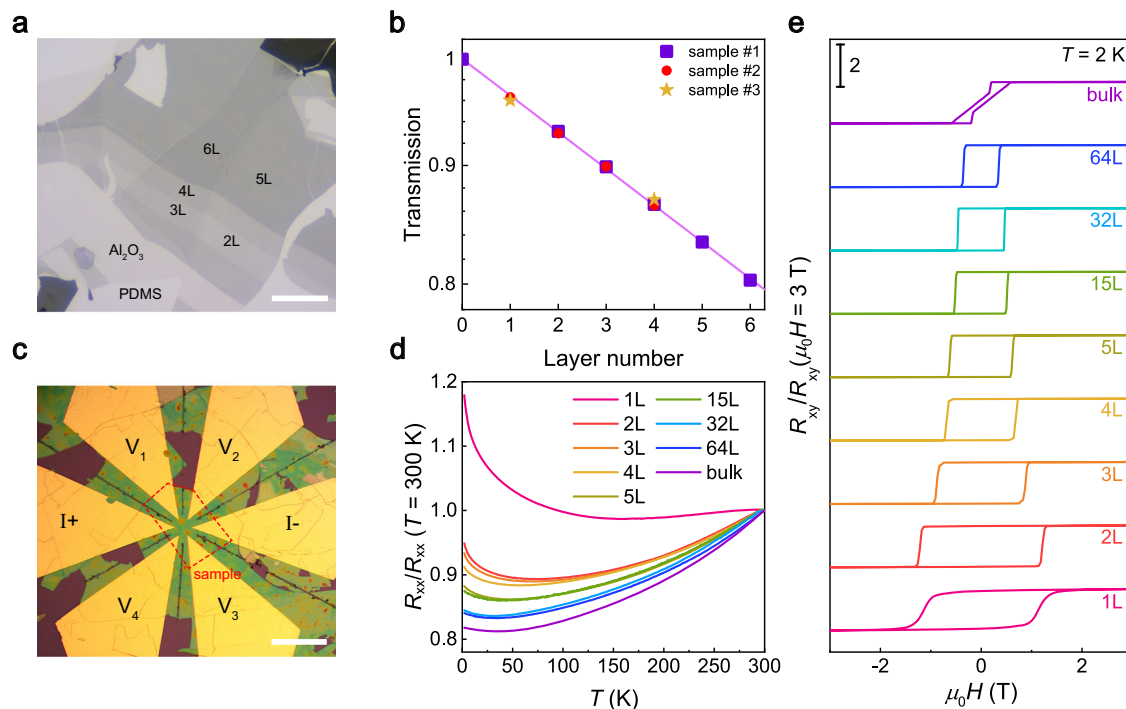 a
6L
5L
4L
3L
2L
Al₂O₃
PDMS
b
sample #1
sample #2
sample #3
1
0.9
0.8
Transmission
0 1 2 3 4 5 6
Layer number
c
V₁
V₂
I+
I-
sample
V₄
V₃
d
1L
2L
3L
4L
5L
15L
32L
64L
bulk
1.2
1.1
1.0
0.9
0.8
Rₓₓ/Rₓₓ (T = 300 K)
0 50 100 150 200 250 300
T (K)
e
2
T = 2 K
bulk
64L
32L
15L
5L
4L
3L
2L
1L
Rxy/Rxy(μ₀H = 3 T)
-2 0 2
μ₀H (T)